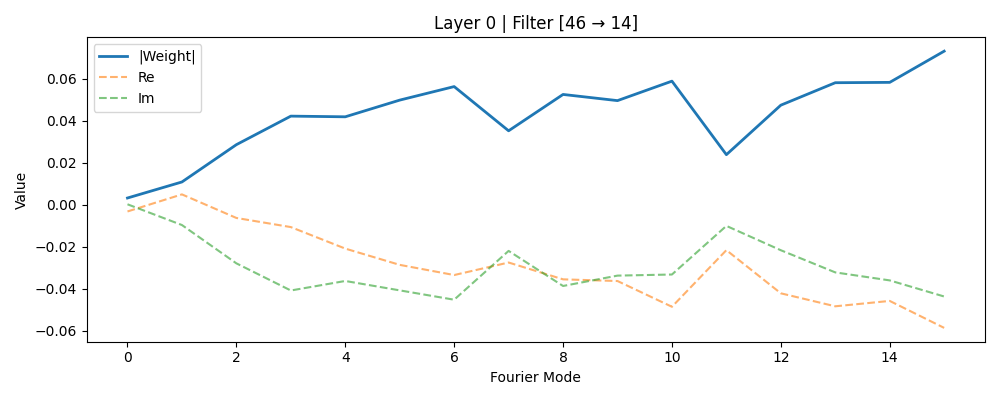 Layer 0 | Filter [46 → 14]
|Weight|
Re
Im
Value
0.06
0.04
0.02
0.00
−0.02
−0.04
−0.06
0 2 4 6 8 10 12 14
Fourier Mode